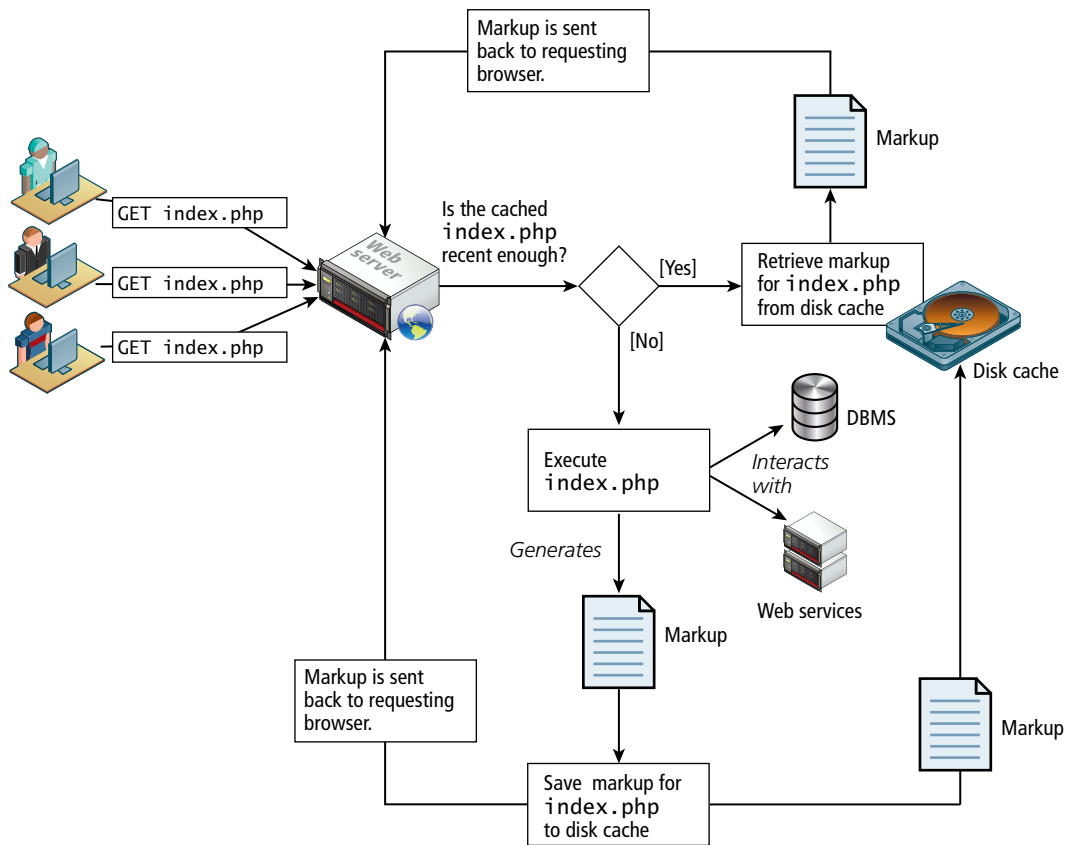 Markup is sent
back to requesting
browser.
Markup
GET index.php
GET index.php
GET index.php
Web
server
Is the cached
index.php
recent enough?
[Yes]
Retrieve markup
for index.php
from disk cache
Disk cache
[No]
Execute
index.php
DBMS
Interacts
with
Web services
Generates
Markup
Markup is sent
back to requesting
browser.
Markup
Save markup for
index.php
to disk cache